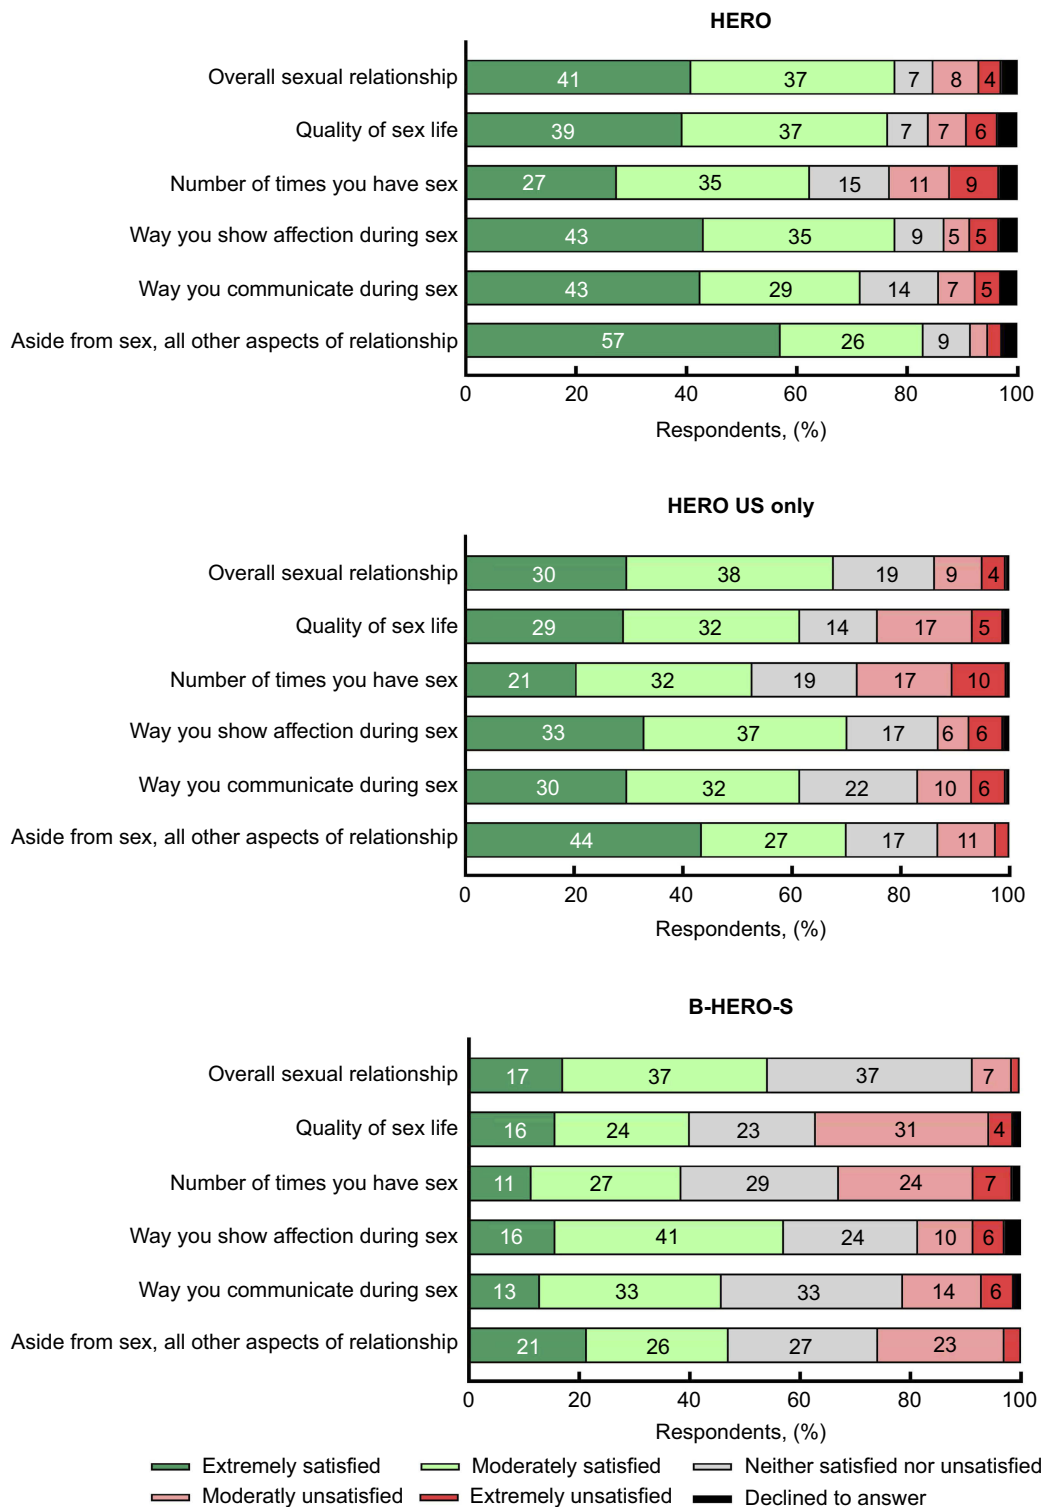 HERO
Overall sexual relationship 41 37 7 8 4
Quality of sex life 39 37 7 7 6
Number of times you have sex 27 35 15 11 9
Way you show affection during sex 43 35 9 5 5
Way you communicate during sex 43 29 14 7 5
Aside from sex, all other aspects of relationship 57 26 9
0 20 40 60 80 100
Respondents, (%)
HERO US only
Overall sexual relationship 30 38 19 9 4
Quality of sex life 29 32 14 17 5
Number of times you have sex 21 32 19 17 10
Way you show affection during sex 33 37 17 6 6
Way you communicate during sex 30 32 22 10 6
Aside from sex, all other aspects of relationship 44 27 17 11
0 20 40 60 80 100
Respondents, (%)
B-HERO-S
Overall sexual relationship 17 37 37 7
Quality of sex life 16 24 23 31 4
Number of times you have sex 11 27 29 24 7
Way you show affection during sex 16 41 24 10 6
Way you communicate during sex 13 33 33 14 6
Aside from sex, all other aspects of relationship 21 26 27 23
0 20 40 60 80 100
Respondents, (%)
Extremely satisfied Moderately satisfied Neither satisfied nor unsatisfied
Moderatly unsatisfied Extremely unsatisfied Declined to answer